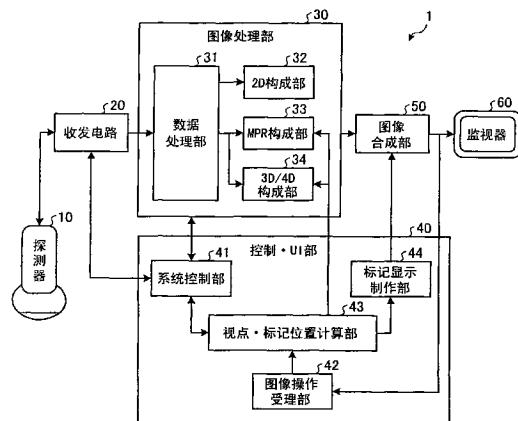 30
图像处理部
1
31
数据
处理部
32
2D构成部
33
MPR构成部
34
3D/4D
构成部
20
收发电路
50
图像
合成部
60
监视器
10
探测器
40
控制・UI部
41
系统控制部
44
标记显示
制作部
43
视点・标记位置计算部
42
图像操作
受理部